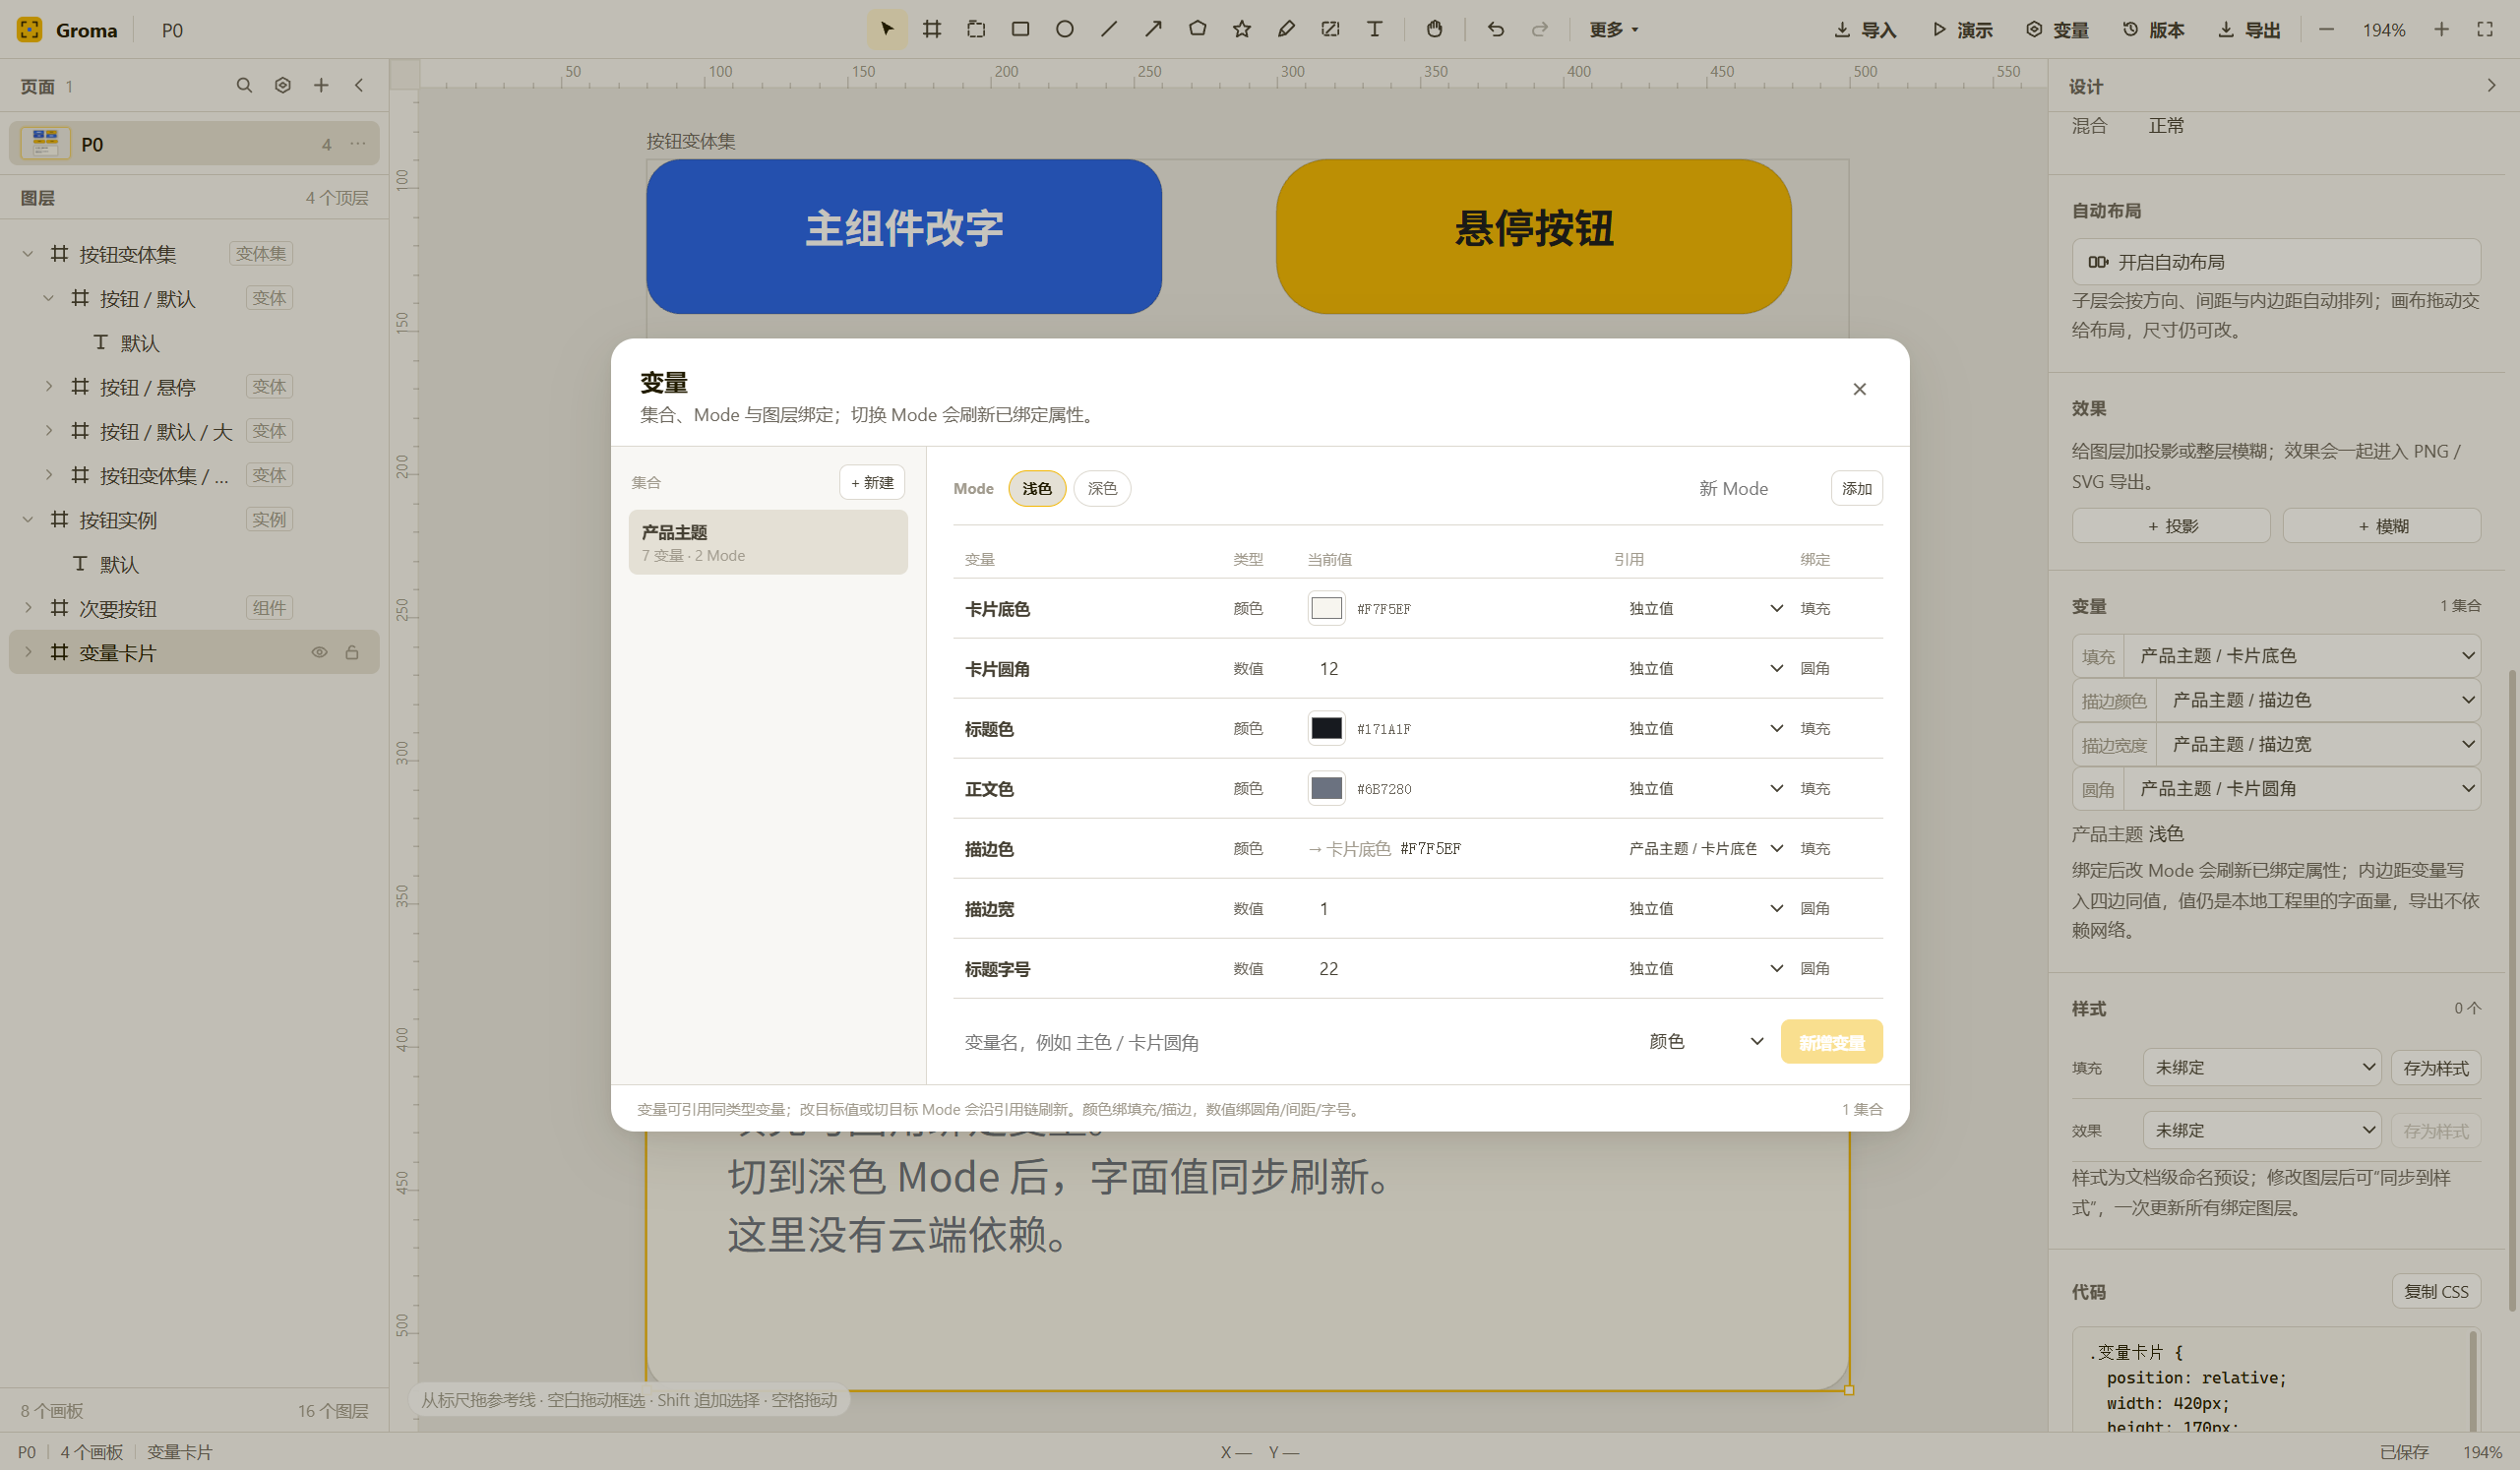 Groma
P0
更多
导入
演示
变量
版本
导出
194%
页面 1
P0 4
图层 4 个顶层
按钮变体集 变体集
按钮 / 默认 变体
默认
按钮 / 悬停 变体
按钮 / 默认 / 大 变体
按钮变体集 / ... 变体
按钮实例 实例
默认
次要按钮 组件
变量卡片
8 个画板 16 个图层
50 100 150 200 250 300 350 400 450 500 550
100
150
200
250
300
350
400
450
500
按钮变体集
主组件改字
悬停按钮
变量
集合、Mode 与图层绑定；切换 Mode 会刷新已绑定属性。
集合
+ 新建
产品主题
7 变量 · 2 Mode
Mode 浅色 深色 新 Mode 添加
变量 类型 当前值 引用 绑定
卡片底色 颜色 #F7F5EF 独立值 填充
卡片圆角 数值 12 独立值 圆角
标题色 颜色 #171A1F 独立值 填充
正文色 颜色 #6B7280 独立值 填充
描边色 颜色 → 卡片底色 #F7F5EF 产品主题 / 卡片底色 填充
描边宽 数值 1 独立值 圆角
标题字号 数值 22 独立值 圆角
变量名，例如 主色 / 卡片圆角 颜色 新增变量
变量可引用同类型变量；改目标值或切目标 Mode 会沿引用链刷新。颜色绑填充/描边，数值绑圆角/间距/字号。 1 集合
切到深色 Mode 后，字面值同步刷新。
这里没有云端依赖。
从标尺拖参考线 · 空白拖动框选 · Shift 追加选择 · 空格拖动
设计
混合 正常
自动布局
开启自动布局
子层会按方向、间距与内边距自动排列；画布拖动交
给布局，尺寸仍可改。
效果
给图层加投影或整层模糊；效果会一起进入 PNG /
SVG 导出。
+ 投影
+ 模糊
变量 1 集合
填充 产品主题 / 卡片底色
描边颜色 产品主题 / 描边色
描边宽度 产品主题 / 描边宽
圆角 产品主题 / 卡片圆角
产品主题 浅色
绑定后改 Mode 会刷新已绑定属性；内边距变量写
入四边同值，值仍是本地工程里的字面量，导出不依
赖网络。
样式 0 个
填充 未绑定 存为样式
效果 未绑定 存为样式
样式为文档级命名预设；修改图层后可“同步到样
式”，一次更新所有绑定图层。
代码 复制 CSS
.变量卡片 {
position: relative;
width: 420px;
height: 170px;
P0 4 个画板 变量卡片
X — Y —
已保存 194%